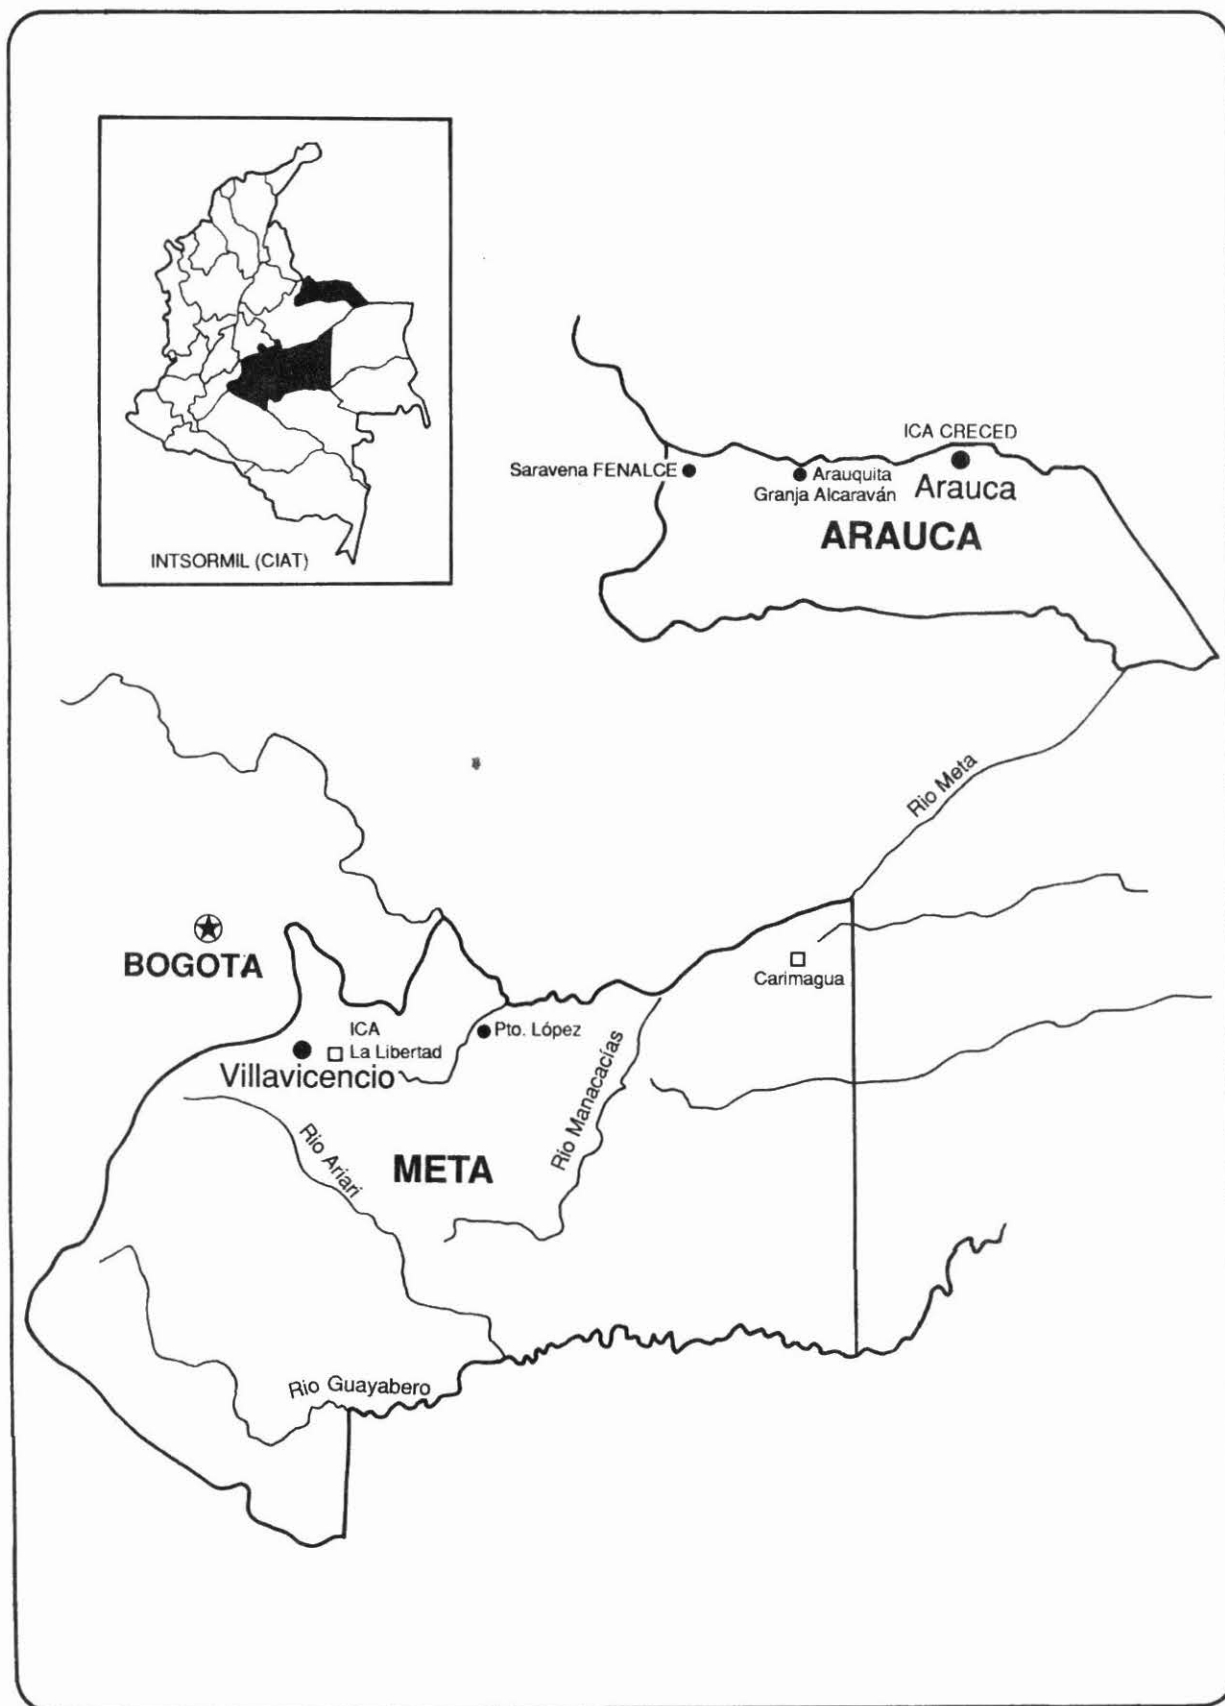 INTSORMIL (CIAT)
ICA CRECED
Saravena FENALCE
Arauquita
Granja Alcaraván
Arauca
ARAUCA
Rio Meta
BOGOTA
Carimagua
ICA
La Libertad
Pto. López
Villavicencio
Rio Manacacías
Rio Ariari
META
Rio Guayabero